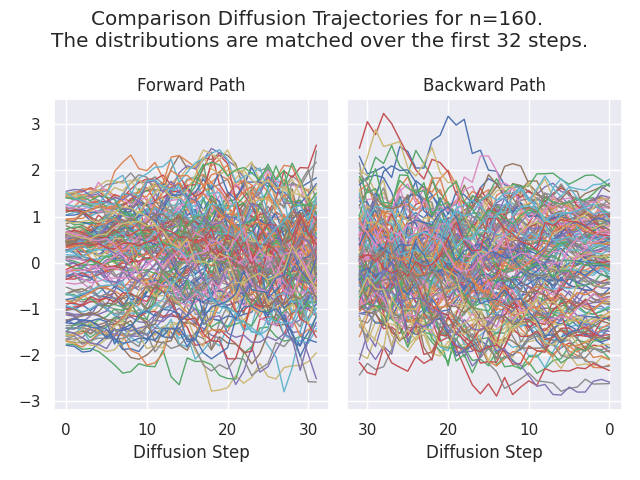 Comparison Diffusion Trajectories for n=160.
The distributions are matched over the first 32 steps.
Forward Path
Backward Path
3
2
1
0
−1
−2
−3
0 10 20 30
30 20 10 0
Diffusion Step
Diffusion Step